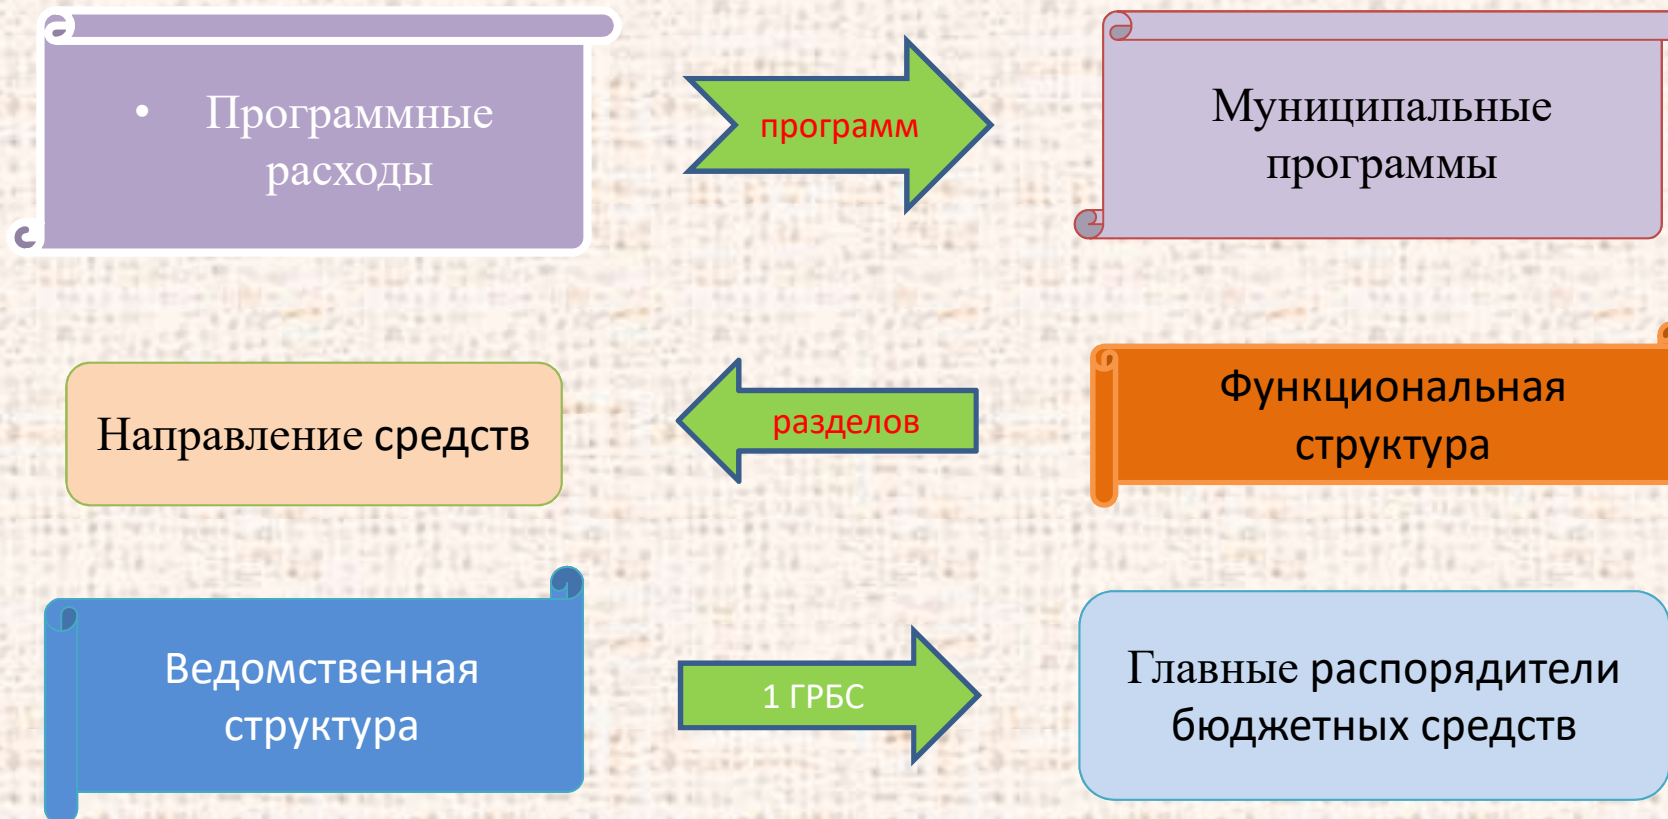 • Программные
расходы
программ
Муниципальные
программы
Направление средств
разделов
Функциональная
структура
Ведомственная
структура
1 ГРБС
Главные распорядители
бюджетных средств